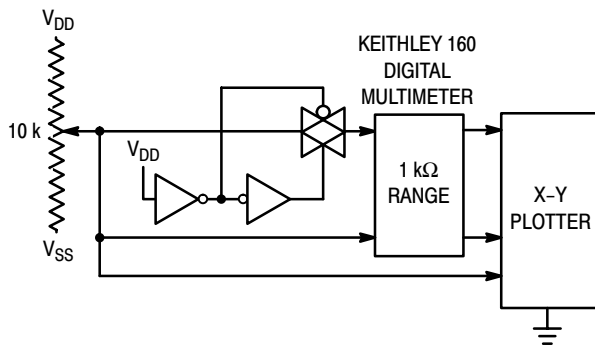 V_DD
KEITHLEY 160
DIGITAL
MULTIMETER
10 k
V_DD
1 kΩ
RANGE
X–Y
PLOTTER
V_SS